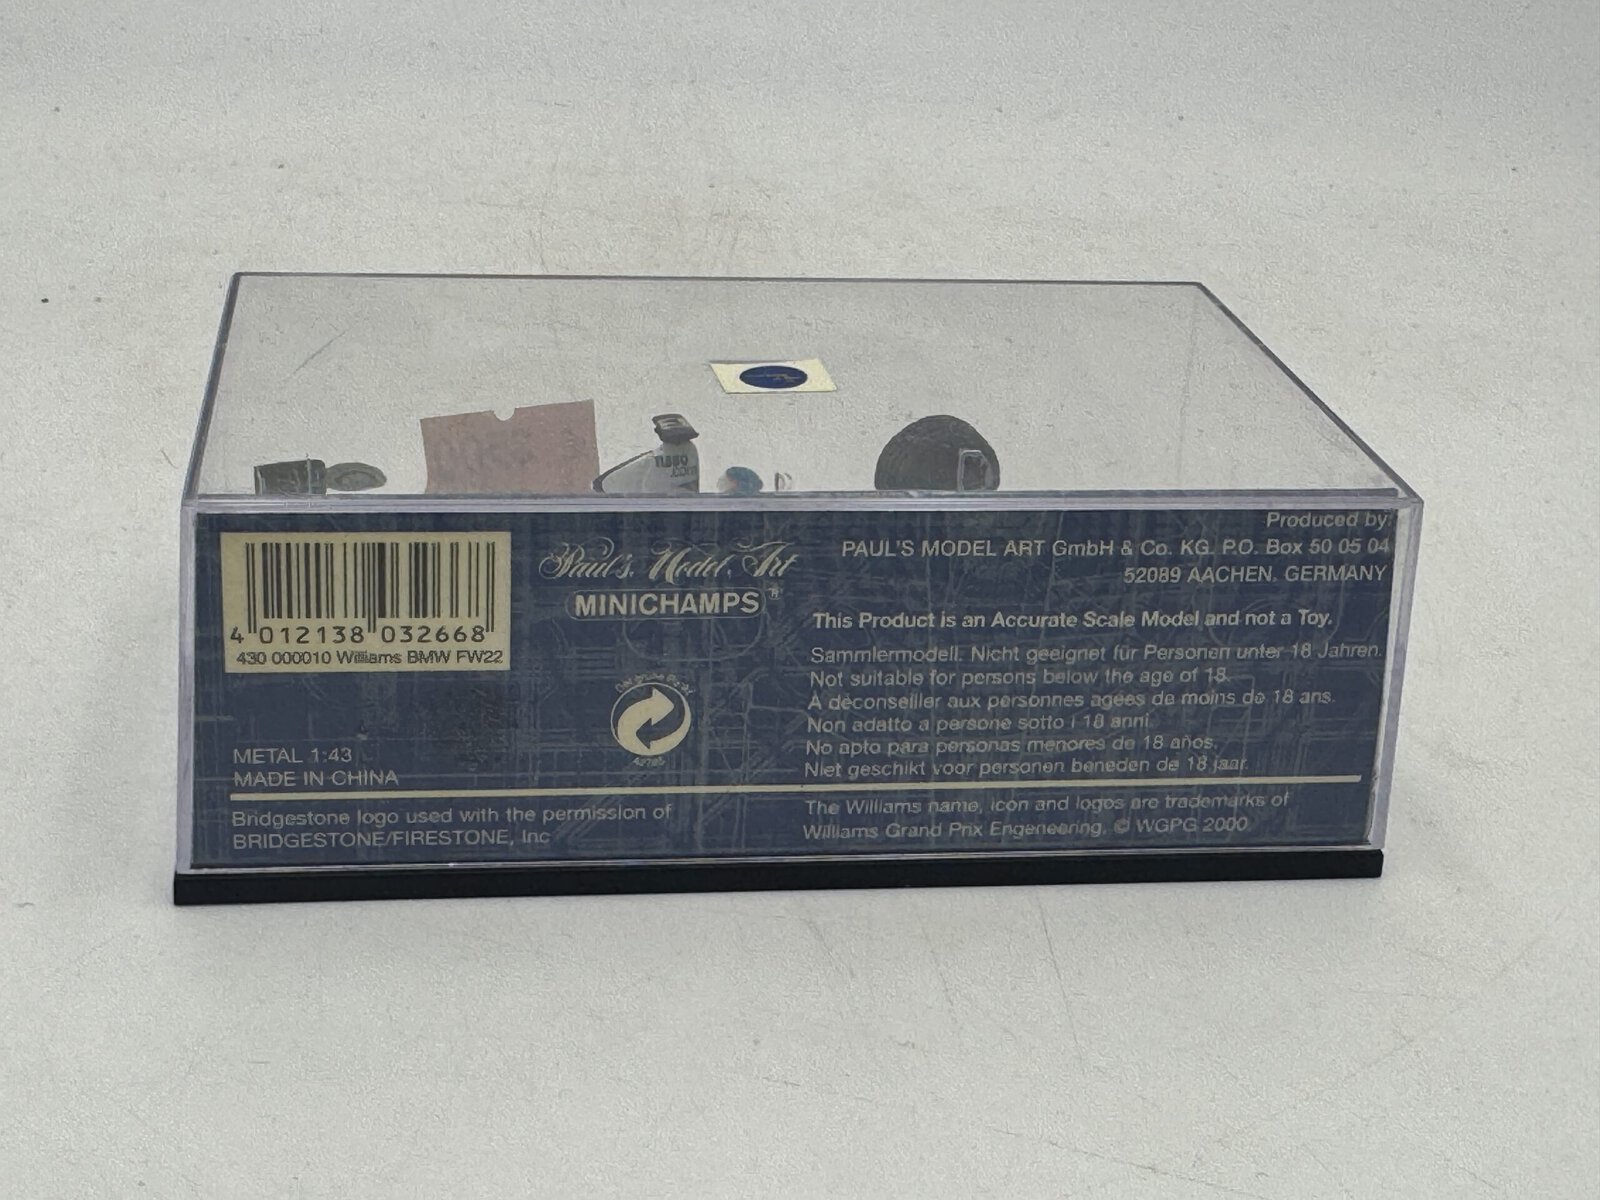 TURBO
.com
4 012138 032668
430 000010 Williams BMW FW22
Paul's Model Art
MINICHAMPS®
Produced by:
PAUL'S MODEL ART GmbH & Co. KG. P.O. Box 50 05 04
52089 AACHEN, GERMANY
This Product is an Accurate Scale Model and not a Toy.
Sammlermodell. Nicht geeignet für Personen unter 18 Jahren.
Not suitable for persons below the age of 18.
A déconseiller aux personnes agées de moins de 18 ans.
Non adatto a persone sotto i 18 anni.
No apto para personas menores de 18 años.
Niet geschikt voor personen beneden de 18 jaar.
METAL 1:43
MADE IN CHINA
Bridgestone logo used with the permission of
BRIDGESTONE/FIRESTONE, Inc
The Williams name, icon and logos are trademarks of
Williams Grand Prix Engeneering. © WGPG 2000